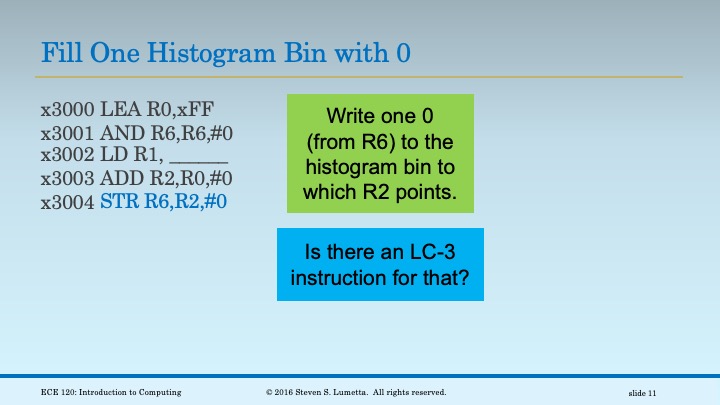 Fill One Histogram Bin with 0
x3000 LEA R0,xFF
x3001 AND R6,R6,#0
x3002 LD R1, ______
x3003 ADD R2,R0,#0
x3004 STR R6,R2,#0
Write one 0
(from R6) to the
histogram bin to
which R2 points.
Is there an LC-3
instruction for that?
ECE 120: Introduction to Computing
© 2016 Steven S. Lumetta.  All rights reserved.
slide 11